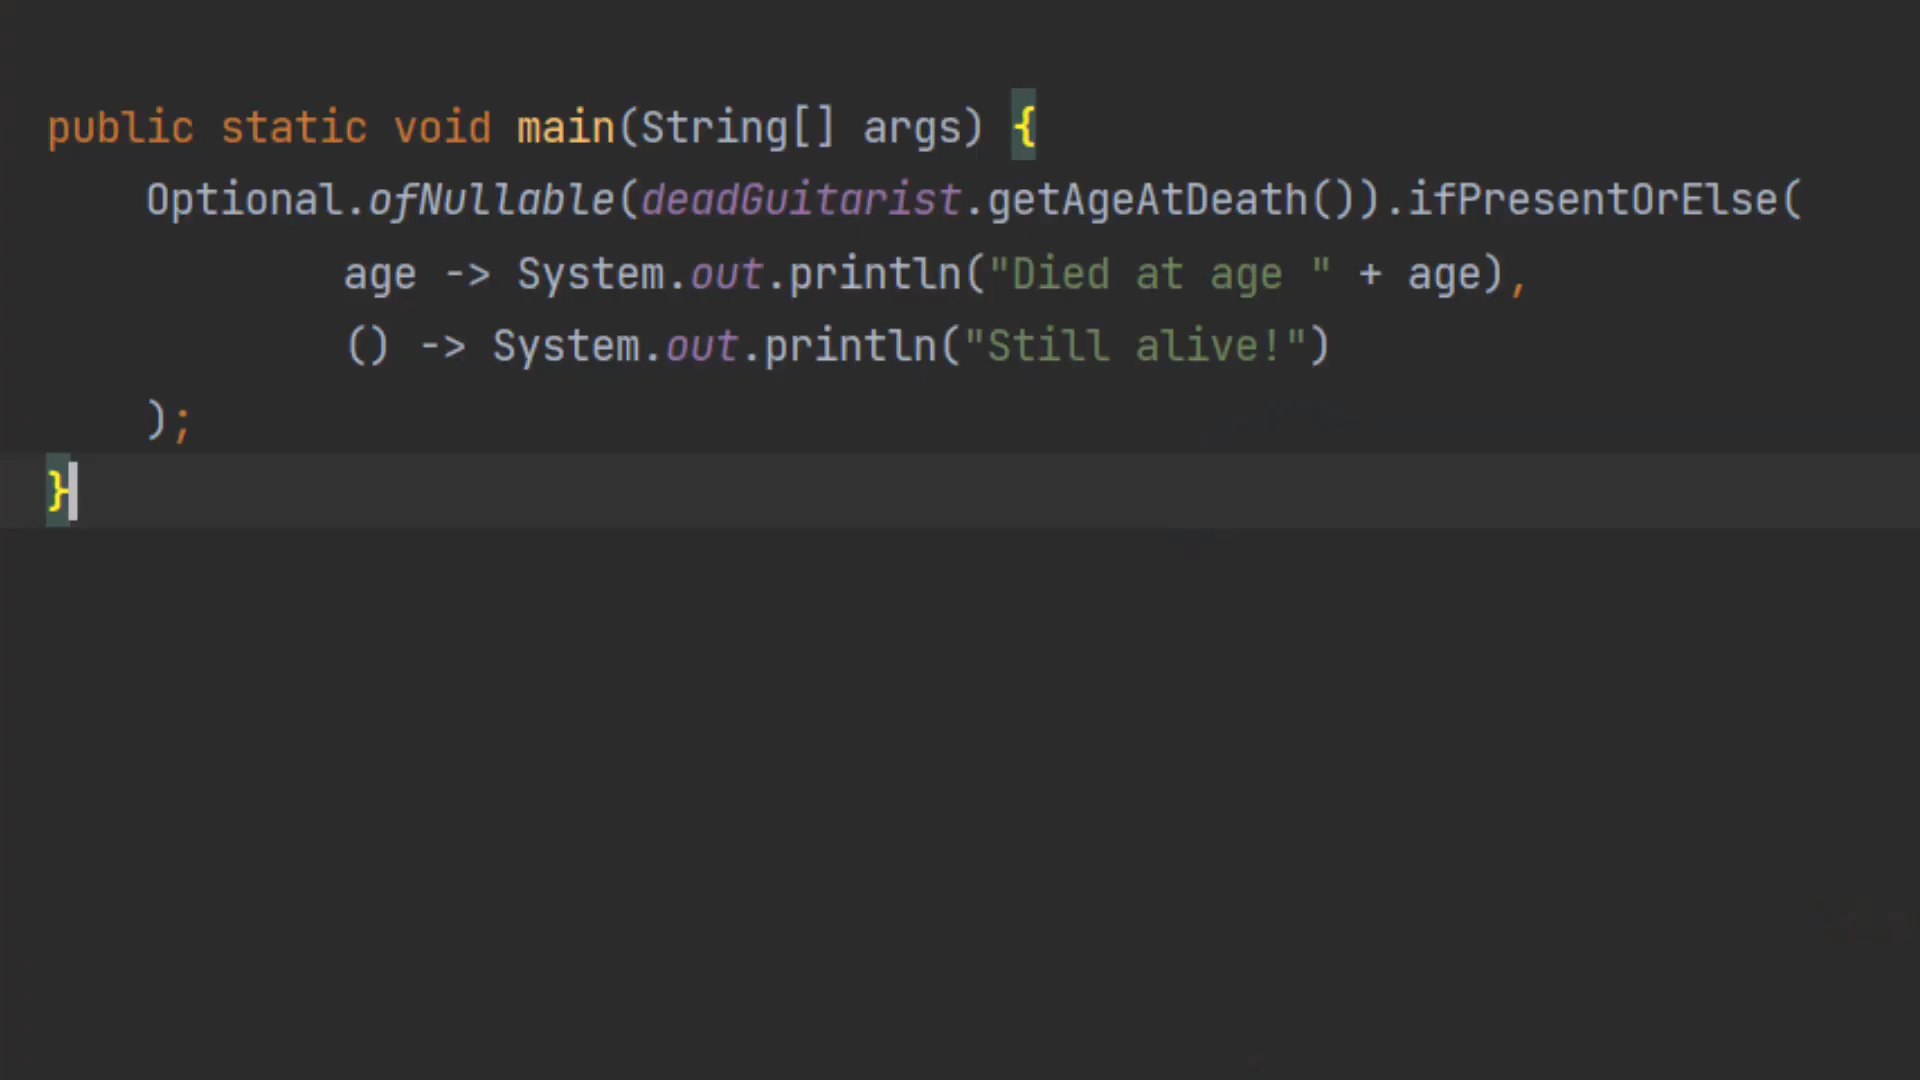 public static void main(String[] args) {
Optional.ofNullable(deadGuitarist.getAgeAtDeath()).ifPresentOrElse(
age -> System.out.println("Died at age " + age),
() -> System.out.println("Still alive!")
);
}